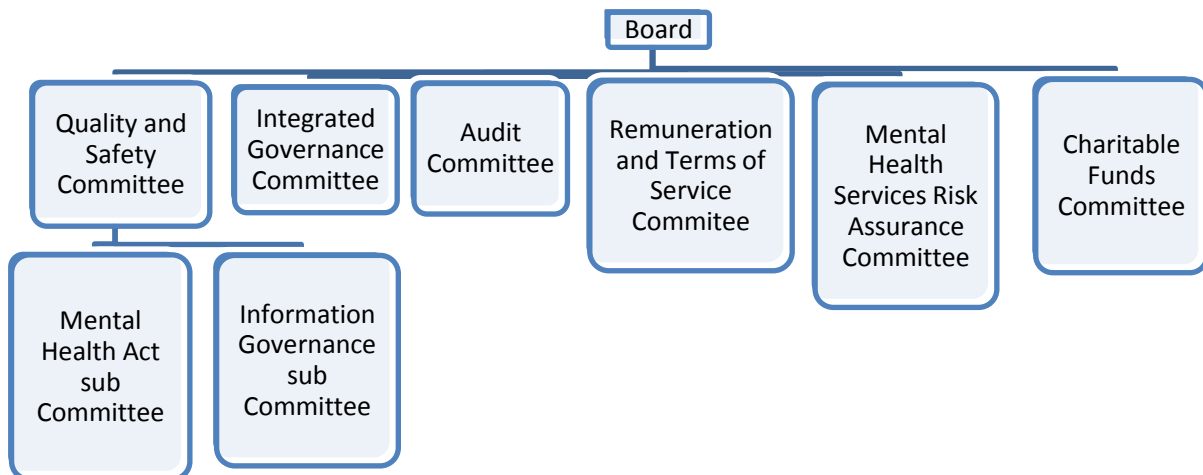 Board
Quality and
Safety
Committee
Integrated
Governance
Committee
Audit
Committee
Remuneration
and Terms of
Service
Commitee
Mental
Health
Services Risk
Assurance
Committee
Charitable
Funds
Committee
Mental
Health Act
sub
Committee
Information
Governance
sub
Committee